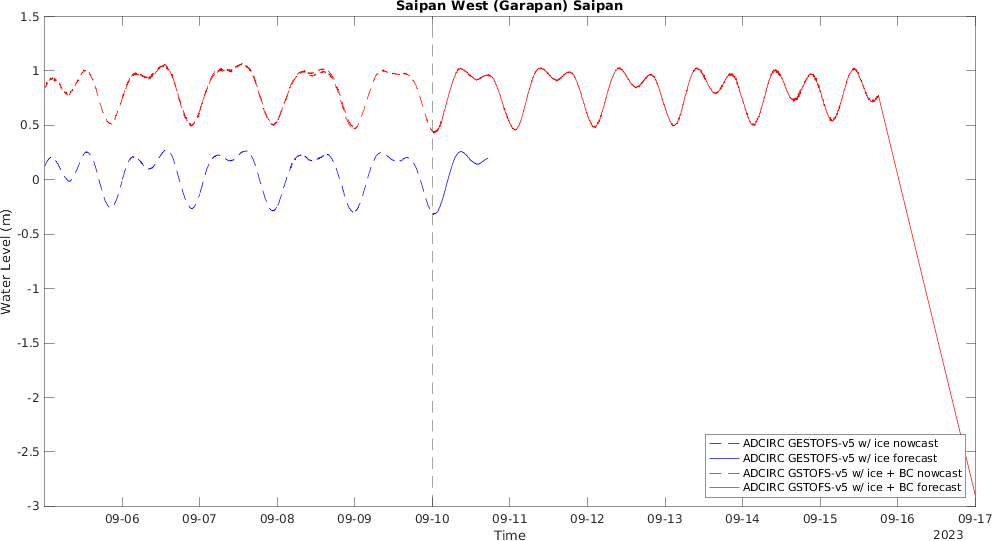 Saipan West (Garapan) Saipan
1.5
1
0.5
0
-0.5
-1
-1.5
-2
-2.5
-3
Water Level (m)
ADCIRC GESTOFS-v5 w/ ice nowcast
ADCIRC GESTOFS-v5 w/ ice forecast
ADCIRC GSTOFS-v5 w/ ice + BC nowcast
ADCIRC GSTOFS-v5 w/ ice + BC forecast
09-06 09-07 09-08 09-09 09-10 09-11 09-12 09-13 09-14 09-15 09-16 09-17
Time
2023